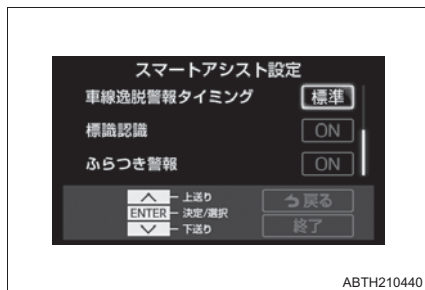 スマートアシスト設定
車線逸脱警報タイミング 標準
標識認識 ON
ふらつき警報 ON
上送り 戻る
ENTER 決定/選択
下送り 終了
ABTH210440